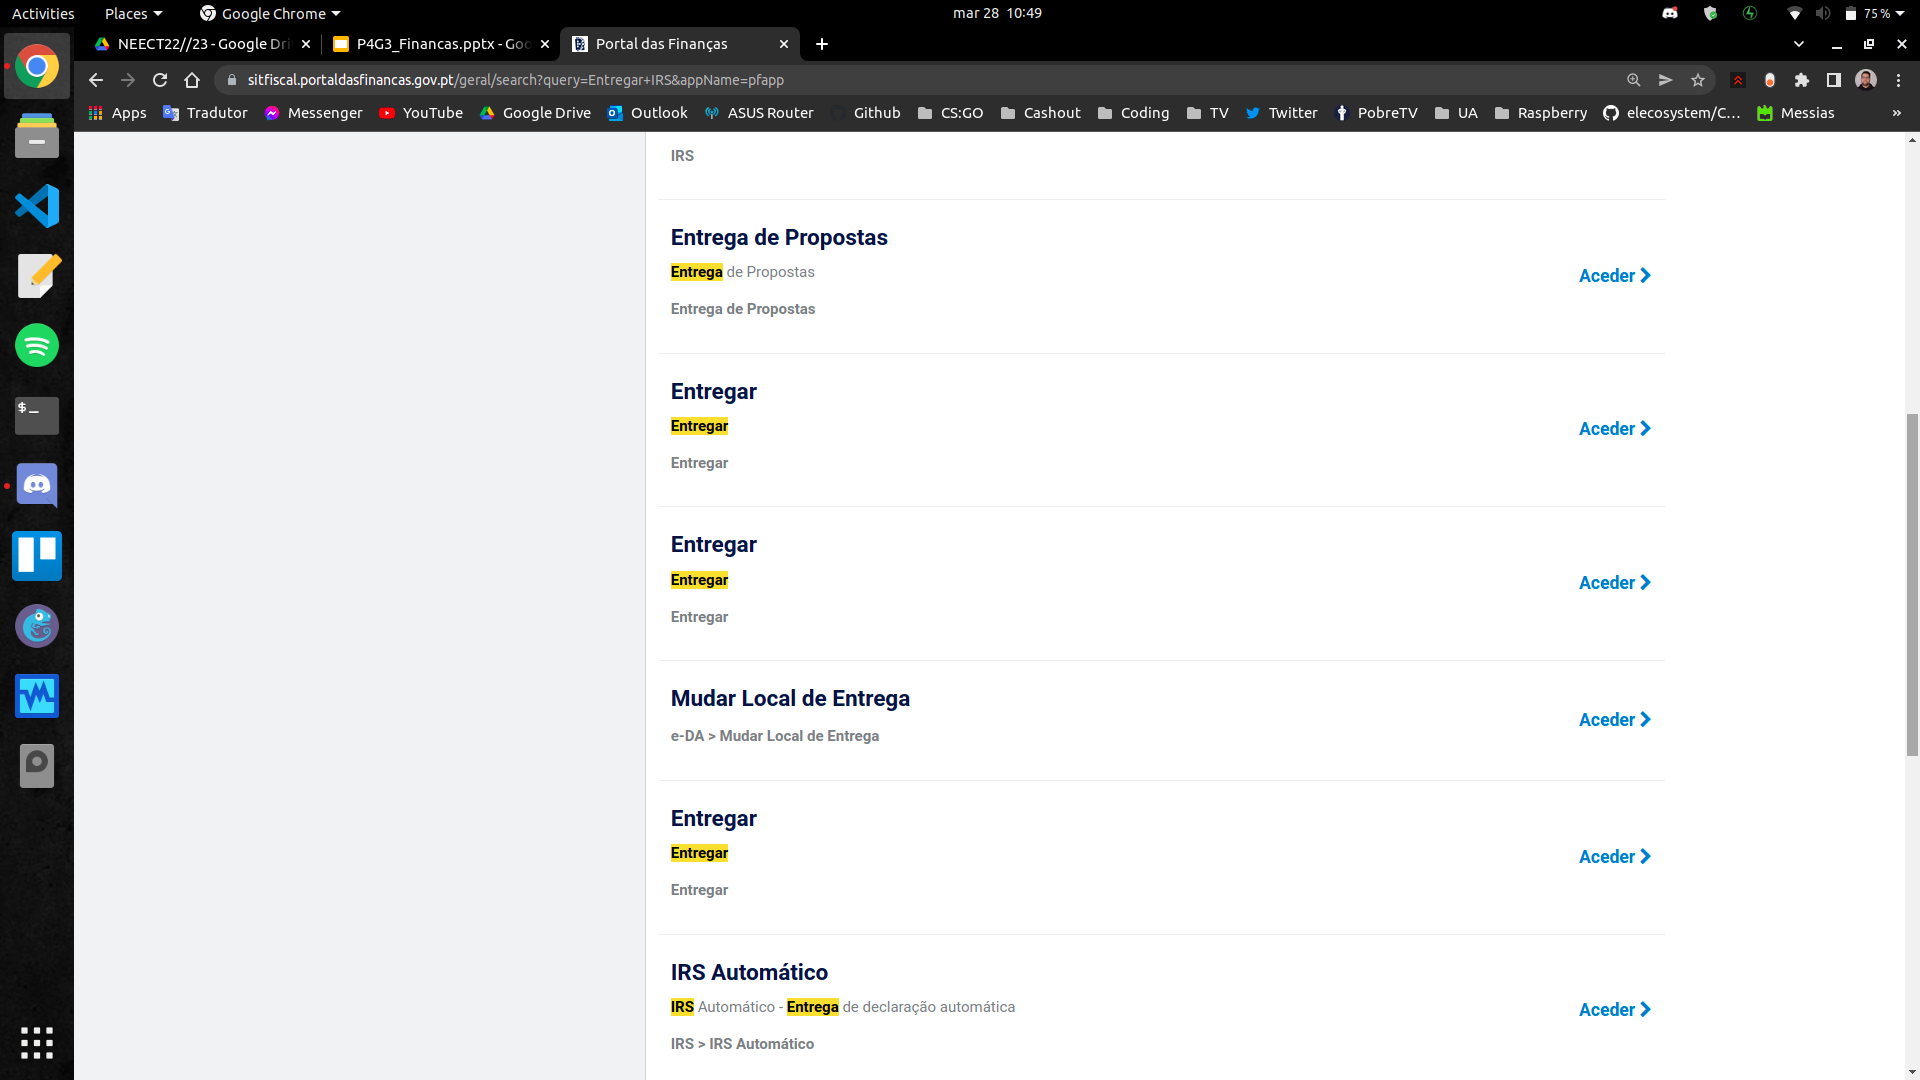 Activities Places Google Chrome mar 28 10:49 75 %
NEECT22//23 - Google Dri P4G3_Financas.pptx - Goo Portal das Finanças
sitfiscal.portaldasfinancas.gov.pt/geral/search?query=Entregar+IRS&appName=pfapp
Apps Tradutor Messenger YouTube Google Drive Outlook ASUS Router Github CS:GO Cashout Coding TV Twitter PobreTV UA Raspberry elecosystem/C... Messias »
IRS
Entrega de Propostas
Entrega de Propostas
Aceder
Entrega de Propostas
Entregar
Entregar
Aceder
Entregar
Entregar
Entregar
Aceder
Entregar
Mudar Local de Entrega
Aceder
e-DA > Mudar Local de Entrega
Entregar
Entregar
Aceder
Entregar
IRS Automático
IRS Automático - Entrega de declaração automática
Aceder
IRS > IRS Automático